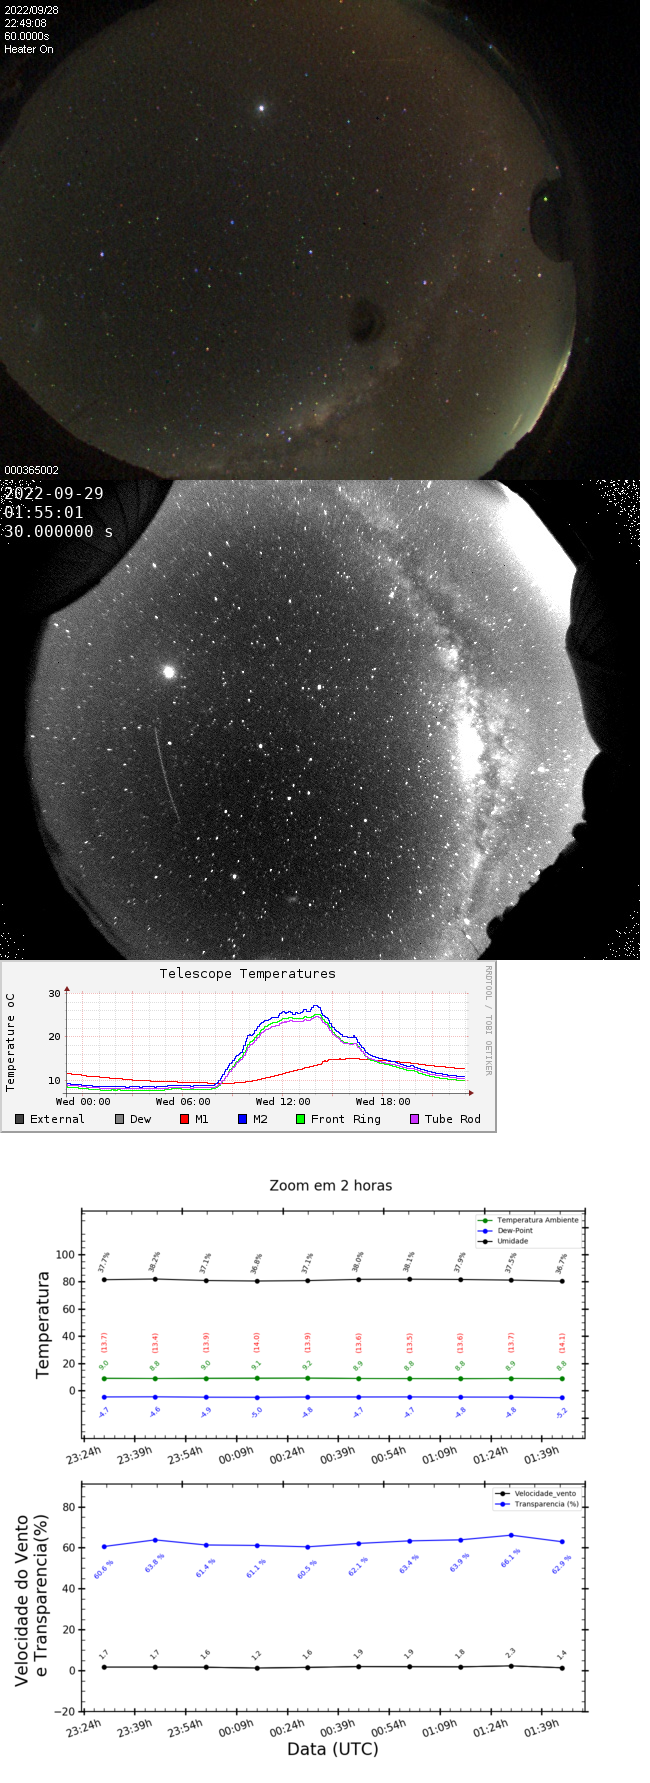 2022/09/28
22:49:08
60.0000s
Heater On
000365002
2022-09-29
01:55:01
30.000000 s
Telescope Temperatures
RRDTOOL / TOBI OETIKER
Temperature oC
30
20
10
Wed 00:00 Wed 06:00 Wed 12:00 Wed 18:00
External Dew M1 M2 Front Ring Tube Rod
Zoom em 2 horas
Temperatura Ambiente
Dew-Point
Umidade
Temperatura
100
80
60
40
20
0
37.7% 38.2% 37.1% 36.8% 37.1% 38.0% 38.1% 37.9% 37.5% 36.7%
(13.7) (13.4) (13.9) (14.0) (13.9) (13.6) (13.5) (13.6) (13.7) (14.1)
9.0 8.8 9.0 9.1 9.2 8.9 8.8 8.8 8.9 8.8
-4.7 -4.6 -4.9 -5.0 -4.8 -4.7 -4.7 -4.8 -4.8 -5.2
23:24h 23:39h 23:54h 00:09h 00:24h 00:39h 00:54h 01:09h 01:24h 01:39h
Velocidade_vento
Transparencia (%)
Velocidade do Vento
e Transparencia(%)
80
60
40
20
0
−20
60.6 % 63.8 % 61.4 % 61.1 % 60.5 % 62.1 % 63.4 % 63.9 % 66.1 % 62.9 %
1.7 1.7 1.6 1.2 1.6 1.9 1.9 1.8 2.3 1.4
23:24h 23:39h 23:54h 00:09h 00:24h 00:39h 00:54h 01:09h 01:24h 01:39h
Data (UTC)